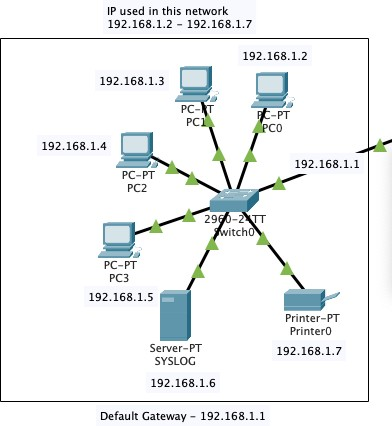 IP used in this network
192.168.1.2 - 192.168.1.7
192.168.1.2
192.168.1.3
PC-PT
PC1
PC-PT
PC0
192.168.1.4
PC-PT
PC2
192.168.1.1
2960-24TT
Switch0
PC-PT
PC3
192.168.1.5
Server-PT
SYSLOG
192.168.1.6
Printer-PT
Printer0
192.168.1.7
Default Gateway - 192.168.1.1